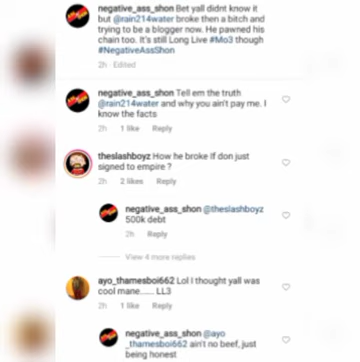 negative_ass_shon Bet yall didnt know it
but @rain214water broke then a bitch and
trying to be a blogger now. He pawned his
chain too. It's still Long Live #Mo3 though
#NegativeAssShon
2h · Edited
negative_ass_shon Tell em the truth
@rain214water and why you ain't pay me. I
know the facts
2h 1 like Reply
theslashboyz How he broke If don just
signed to empire ?
2h 2 likes Reply
negative_ass_shon @theslashboyz
500k debt
2h Reply
View 4 more replies
ayo_thamesboi662 Lol I thought yall was
cool mane...... LL3
2h 1 like Reply
negative_ass_shon @ayo
_thamesboi662 ain't no beef, just
being honest